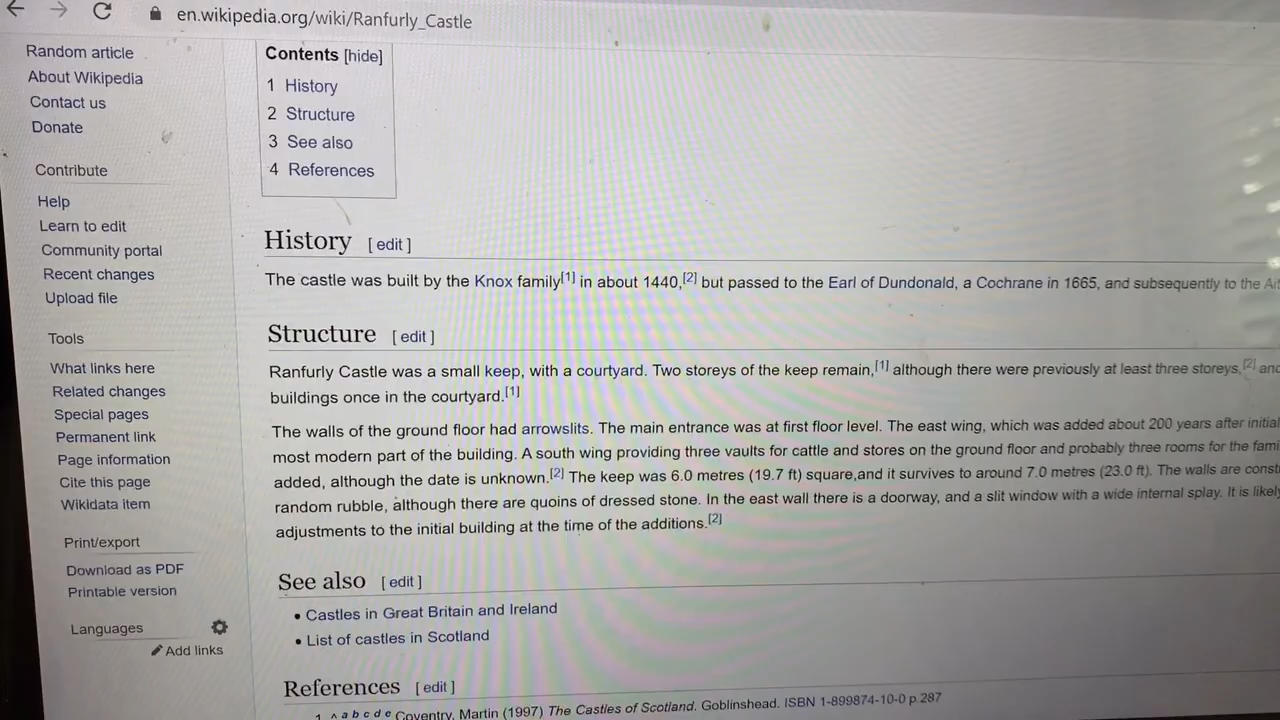 en.wikipedia.org/wiki/Ranfurly_Castle
Random article
About Wikipedia
Contact us
Donate
Contribute
Help
Learn to edit
Community portal
Recent changes
Upload file
Tools
What links here
Related changes
Special pages
Permanent link
Page information
Cite this page
Wikidata item
Print/export
Download as PDF
Printable version
Languages
Add links
Contents [hide]
1 History
2 Structure
3 See also
4 References
History [ edit ]
The castle was built by the Knox family[1] in about 1440,[2] but passed to the Earl of Dundonald, a Cochrane in 1665, and subsequently to the
Structure [ edit ]
Ranfurly Castle was a small keep, with a courtyard. Two storeys of the keep remain,[1] although there were previously at least three storeys,[2] and
buildings once in the courtyard.[1]
The walls of the ground floor had arrowslits. The main entrance was at first floor level. The east wing, which was added about 200 years after initial
most modern part of the building. A south wing providing three vaults for cattle and stores on the ground floor and probably three rooms for the
added, although the date is unknown.[2] The keep was 6.0 metres (19.7 ft) square,and it survives to around 7.0 metres (23.0 ft). The walls are
random rubble, although there are quoins of dressed stone. In the east wall there is a doorway, and a slit window with a wide internal splay. It is likely
adjustments to the initial building at the time of the additions.[2]
See also [ edit ]
• Castles in Great Britain and Ireland
• List of castles in Scotland
References [ edit ]
1. ^ a b c d e Coventry, Martin (1997) The Castles of Scotland. Goblinshead. ISBN 1-899874-10-0 p.287